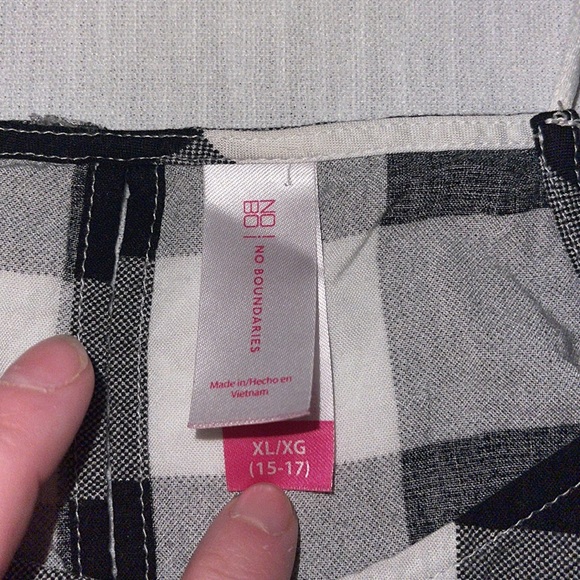 NO
BO
NO BOUNDARIES
Made in/Hecho en
Vietnam
XL/XG
(15-17)